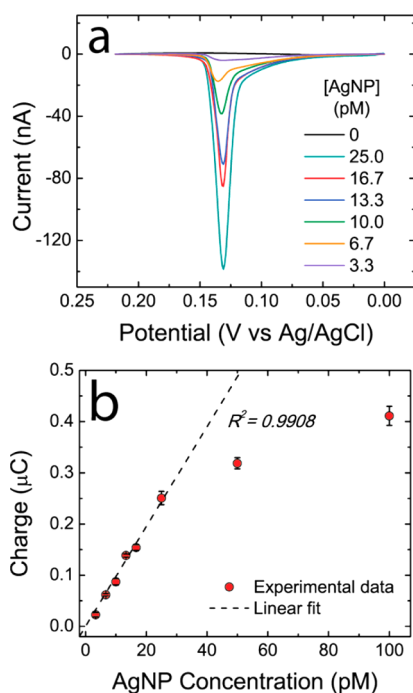 a
[AgNP]
(pM)
0
25.0
16.7
13.3
10.0
6.7
3.3
0
-40
-80
-120
Current (nA)
0.25 0.20 0.15 0.10 0.05 0.00
Potential (V vs Ag/AgCl)
b
R² = 0.9908
0.5
0.4
0.3
0.2
0.1
0.0
Charge (μC)
Experimental data
Linear fit
0 20 40 60 80 100
AgNP Concentration (pM)